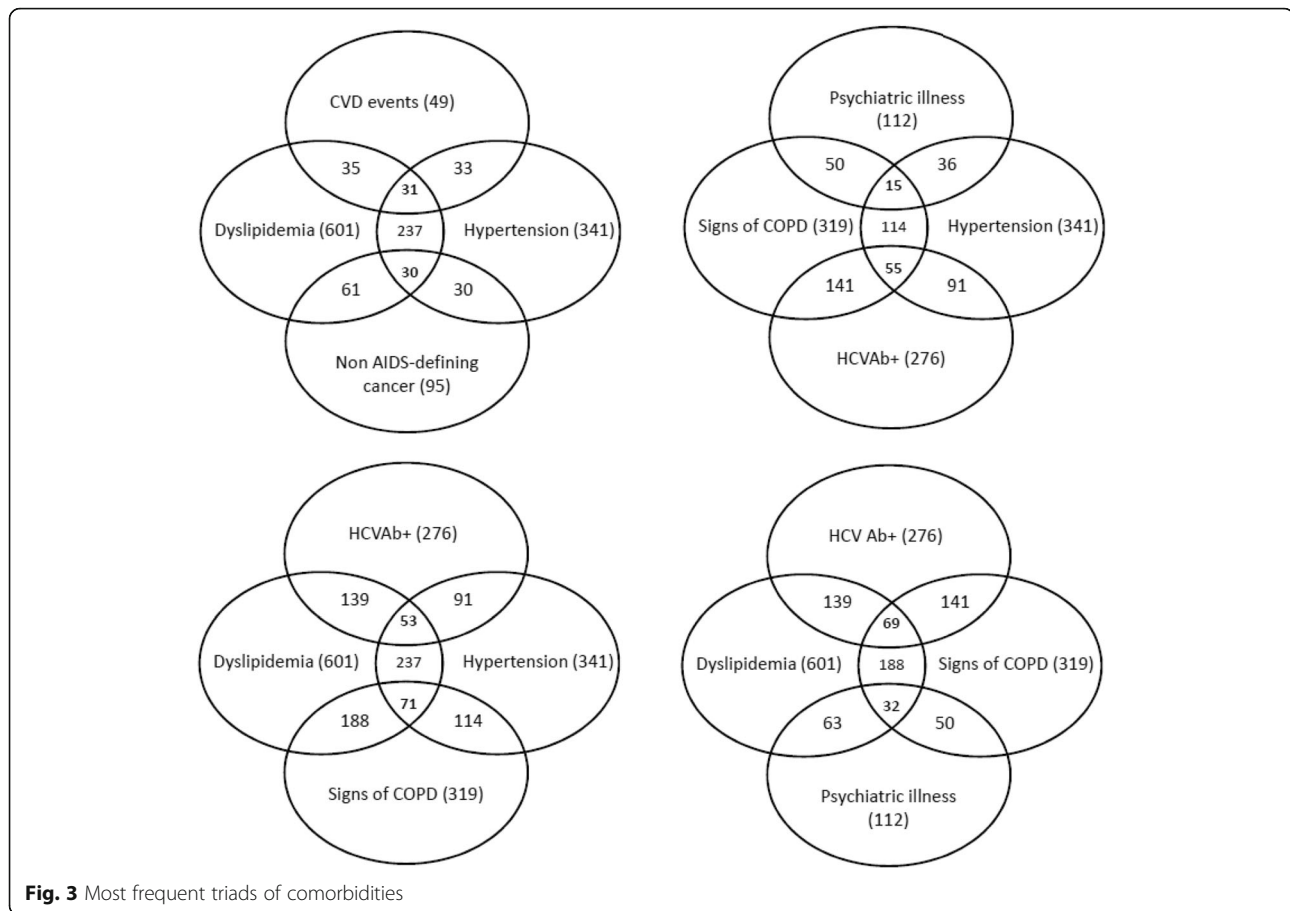 CVD events (49)
35
33
31
Dyslipidemia (601)
237
Hypertension (341)
30
61
30
Non AIDS-defining
cancer (95)
Psychiatric illness
(112)
50
36
15
Signs of COPD (319)
114
Hypertension (341)
55
141
91
HCVAb+ (276)
HCVAb+ (276)
139
91
53
Dyslipidemia (601)
237
Hypertension (341)
71
188
114
Signs of COPD (319)
HCV Ab+ (276)
139
141
69
Dyslipidemia (601)
188
Signs of COPD (319)
32
63
50
Psychiatric illness
(112)
Fig. 3 Most frequent triads of comorbidities